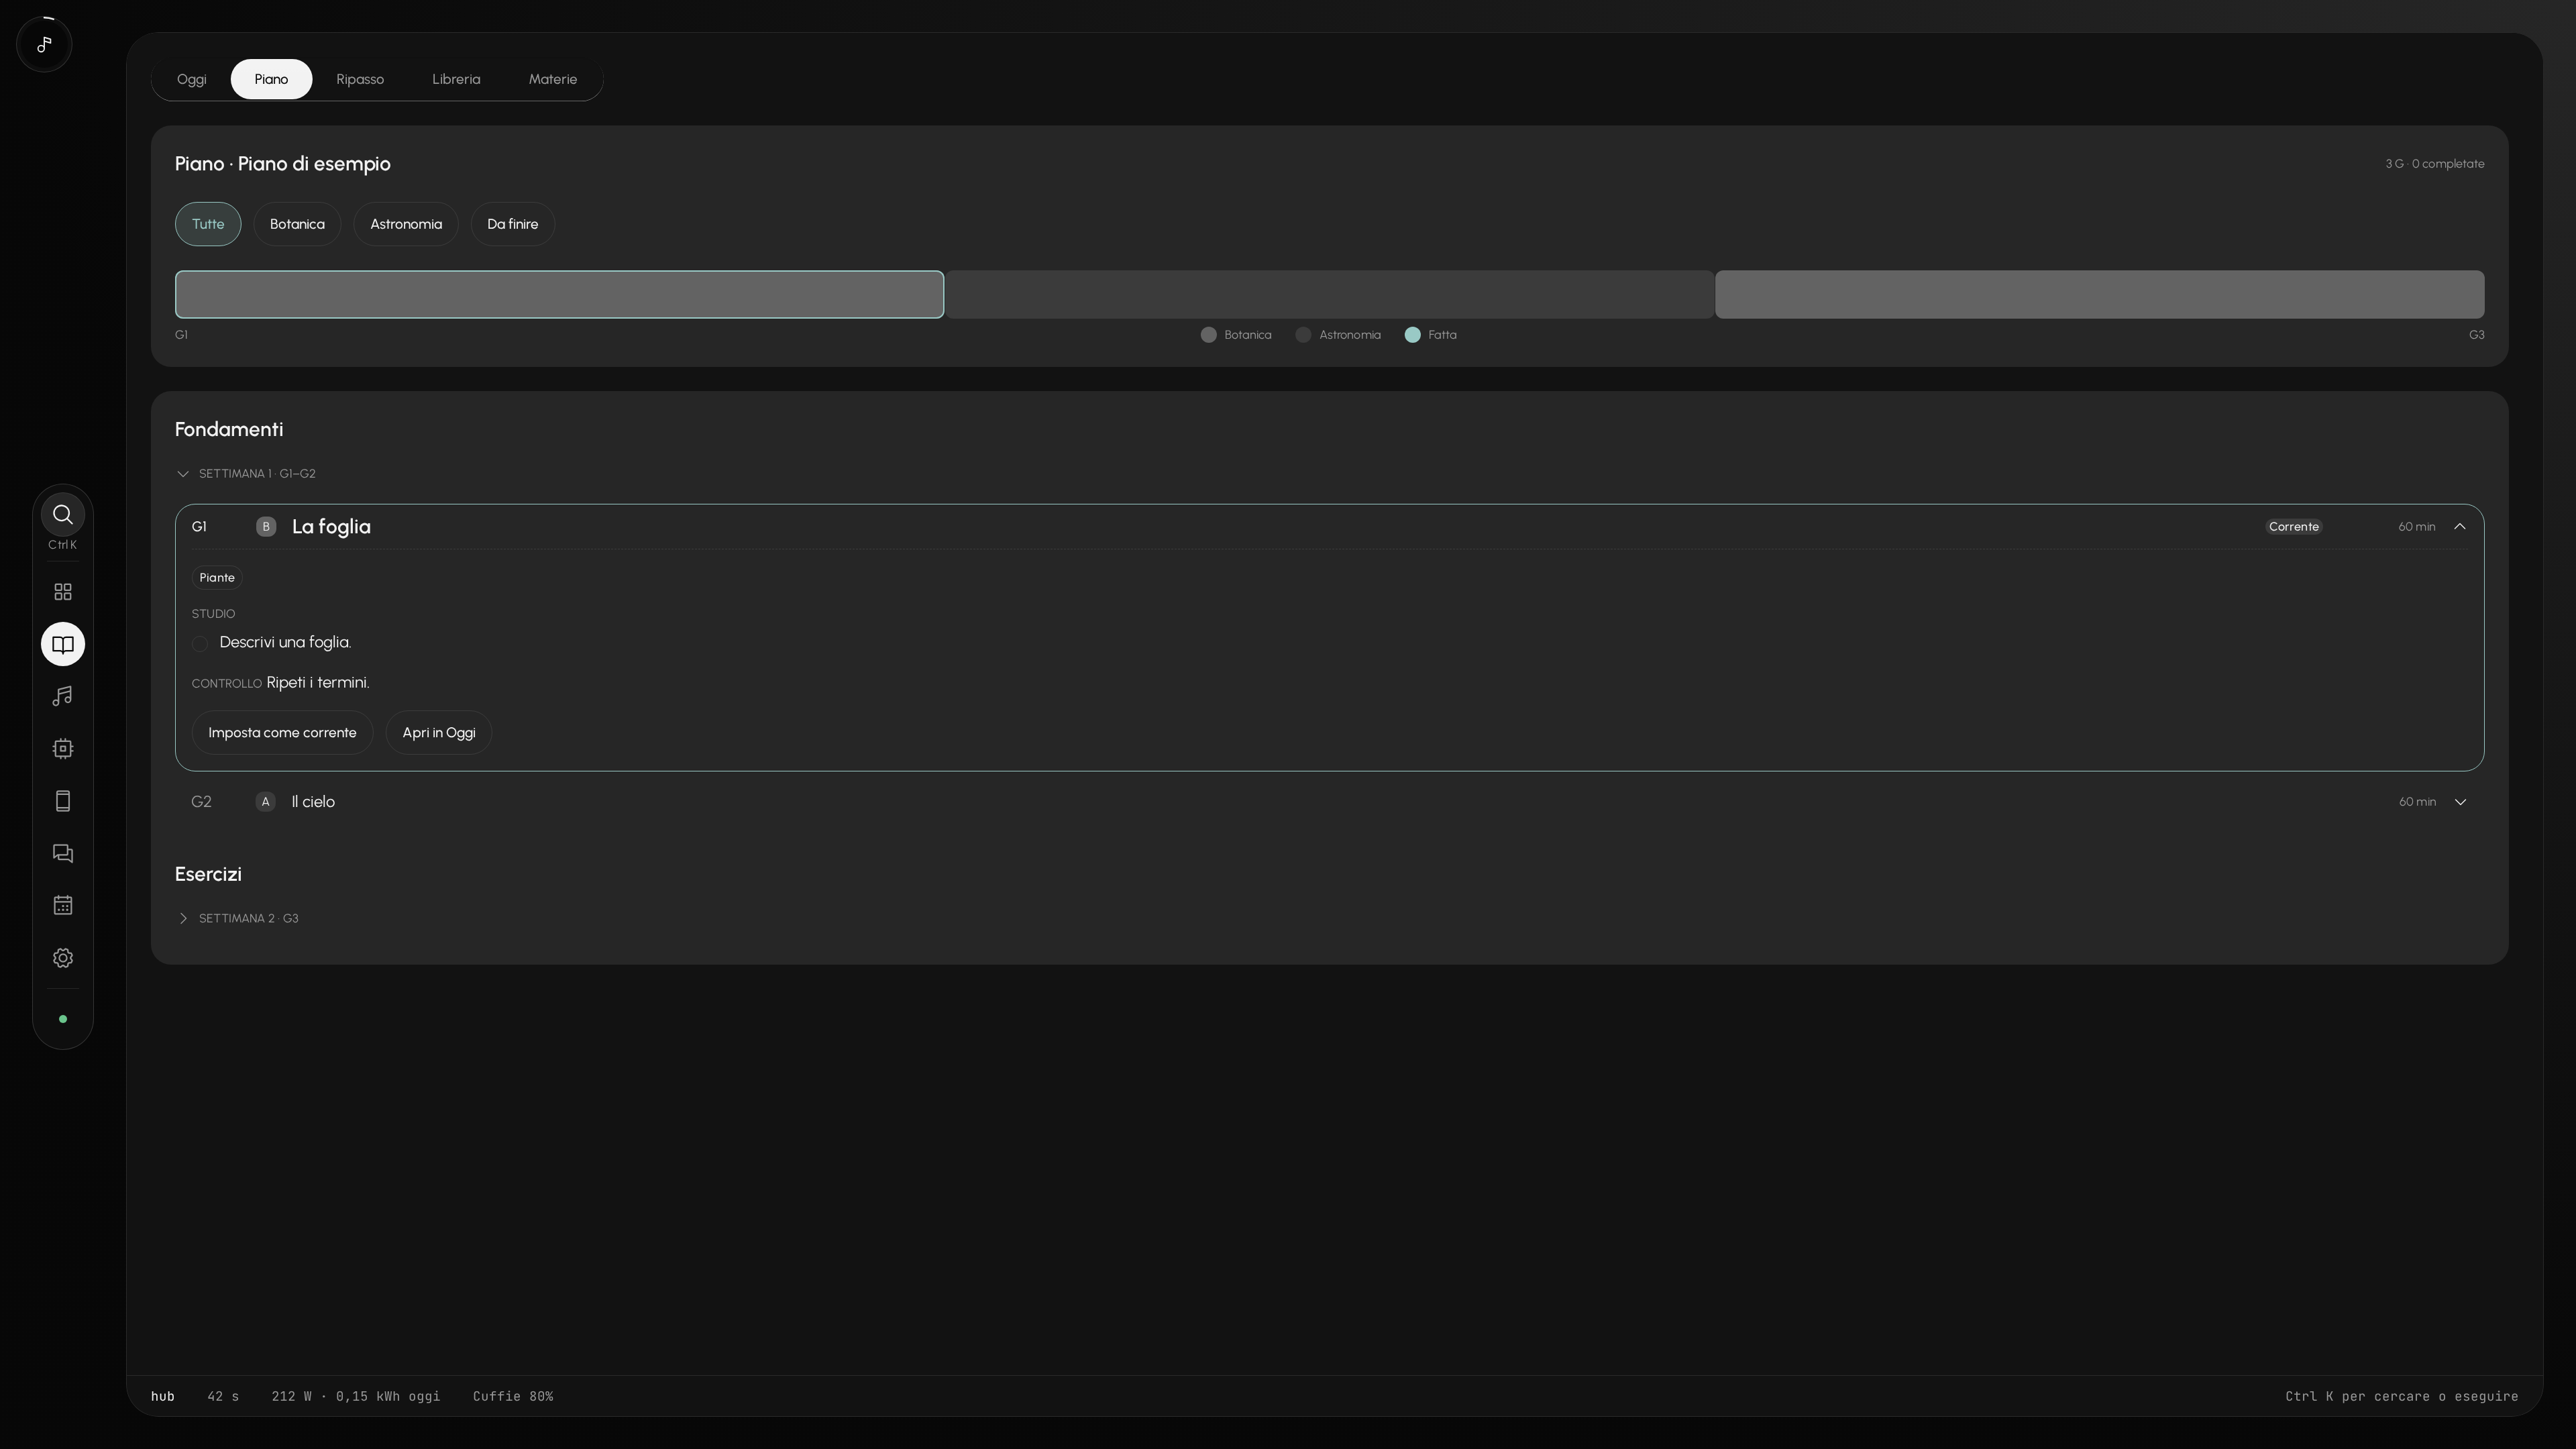 Oggi Piano Ripasso Libreria Materie
Piano · Piano di esempio
3 G · 0 completate
Tutte Botanica Astronomia Da finire
G1 Botanica Astronomia Fatta G3
Fondamenti
SETTIMANA 1 · G1–G2
G1 B La foglia Corrente 60 min
Piante
STUDIO
Descrivi una foglia.
CONTROLLO Ripeti i termini.
Imposta come corrente Apri in Oggi
G2 A Il cielo 60 min
Esercizi
SETTIMANA 2 · G3
Ctrl K
hub 42 s 212 W · 0,15 kWh oggi Cuffie 80% Ctrl K per cercare o eseguire